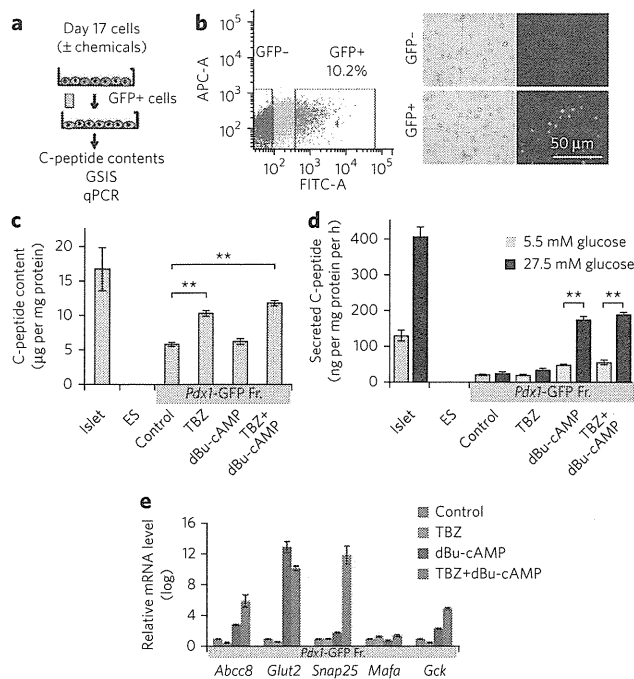 a
Day 17 cells
(± chemicals)
GFP+ cells
C-peptide contents
GSIS
qPCR
b
APC-A
10⁵
10⁴
10³
10²
GFP–
GFP+
10.2%
10² 10³ 10⁴ 10⁵
FITC-A
GFP-
GFP+
50 μm
c
C-peptide content
(μg per mg protein)
20
15
10
5
0
**
**
Pdx1-GFP Fr.
Islet
ES
Control
TBZ
dBu-cAMP
TBZ+
dBu-cAMP
d
Secreted C-peptide
(ng per mg protein per h)
400
300
200
100
0
5.5 mM glucose
27.5 mM glucose
**
**
Pdx1-GFP Fr.
Islet
ES
Control
TBZ
dBu-cAMP
TBZ+
dBu-cAMP
e
Relative mRNA level
(log)
16
12
8
4
0
Control
TBZ
dBu-cAMP
TBZ+dBu-cAMP
Pdx1-GFP Fr.
Abcc8 Glut2 Snap25 Mafa Gck